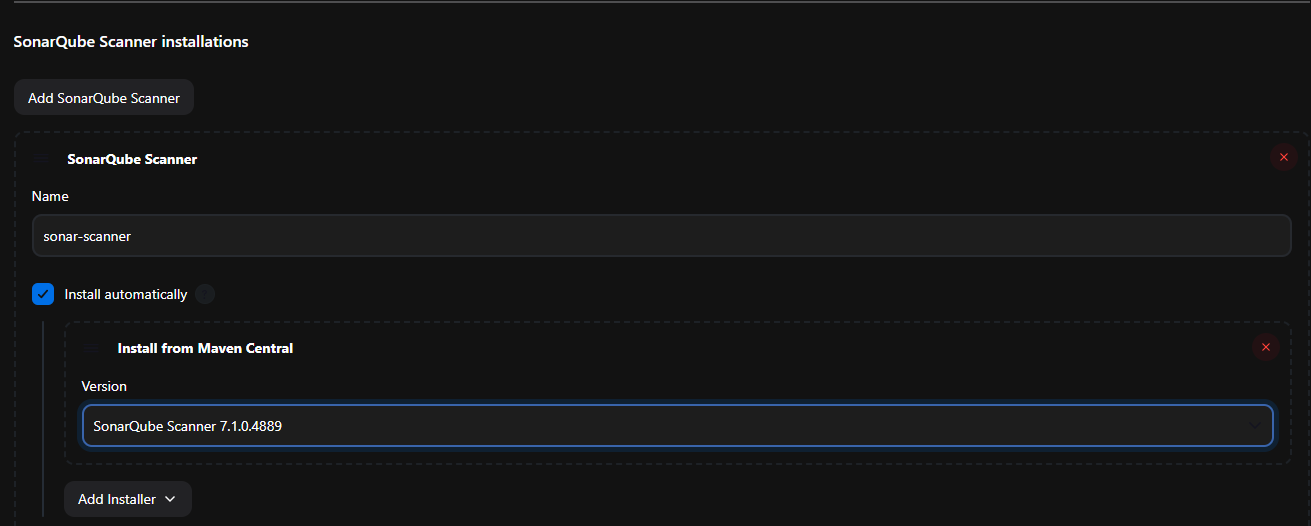 SonarQube Scanner installations
Add SonarQube Scanner
SonarQube Scanner
Name
sonar-scanner
Install automatically
Install from Maven Central
Version
SonarQube Scanner 7.1.0.4889
Add Installer